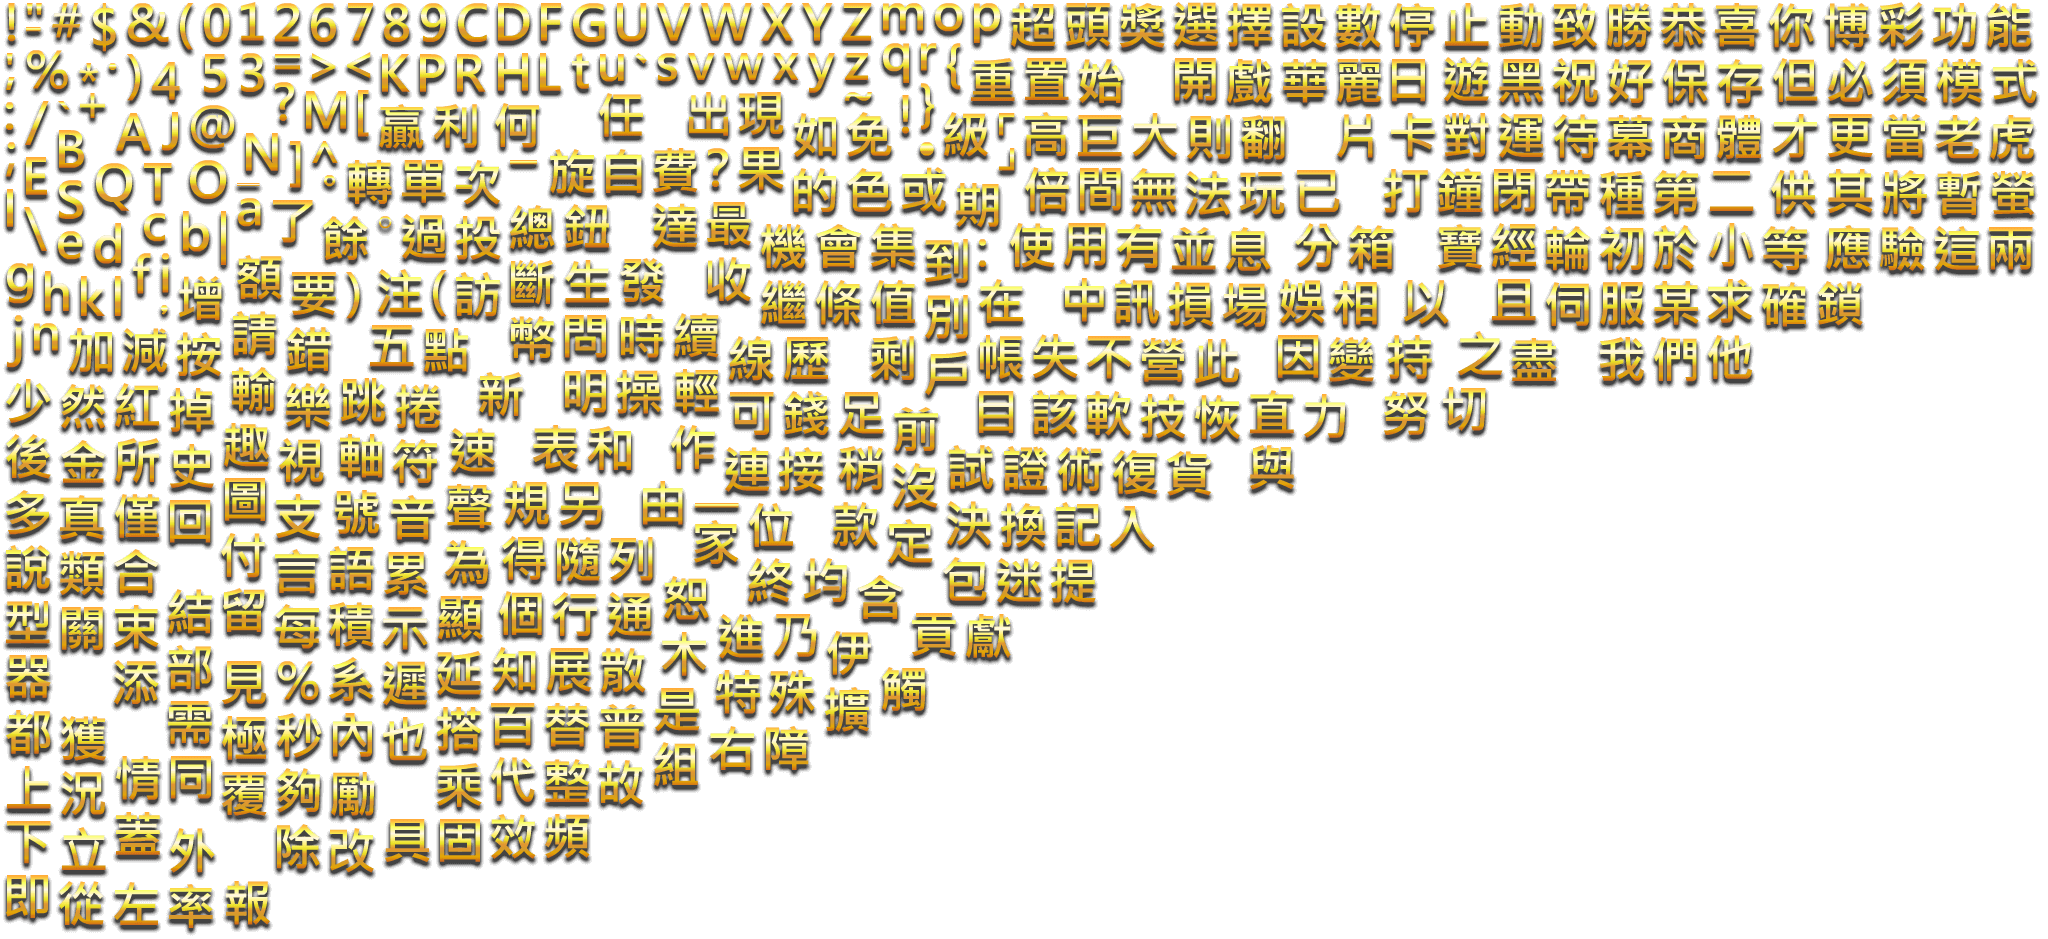 !"#$&(0126789CDFGUVWXYZmop超頭獎選擇設數停止動致勝恭喜你博彩功能
'-%*·)453=><KPRHLtu`svwxyzqr{重置始開戲華麗日遊黑祝好保存但必須模式
:/`+AJ@?M[贏利何任出現如免~!}級「」高巨大則翻片卡對運待幕商體才更當老虎
;EBQTON]^°轉單次一旋自費?果的色或期倍間無法玩已打鐘閉帶種第二供其將暫螢
|\Sedcb|_a了餘。過投總鈕達最機會集到:使用有並息分箱寶經輪初於小等應驗這兩
ghklfi;增額要)注(訪斷生發收繼條值別在中訊損場娛相以且伺服某求確鎖
jn加減按請錯五點幣問時續線歷剩戶帳失不營此因變持之盡我們他
少然紅掉輸樂跳捲新明操輕可錢足前曰該軟技恢直力努切
後金所史趣視軸符速表和作連接稍沒試證術復貨與
多真僅回圖支號音聲規另由一家位款定決換記入
說類合付言語累為得隨列恕終均含包迷提
型關束結留每積示顯個行通木進乃伊貢獻
器添部見%系遲延知展散是特殊擴觸
都獲需極秒內也搭百替普組右障
上況情同覆夠勵乘代整故
下立蓋外除改具固效頻
即從左率報